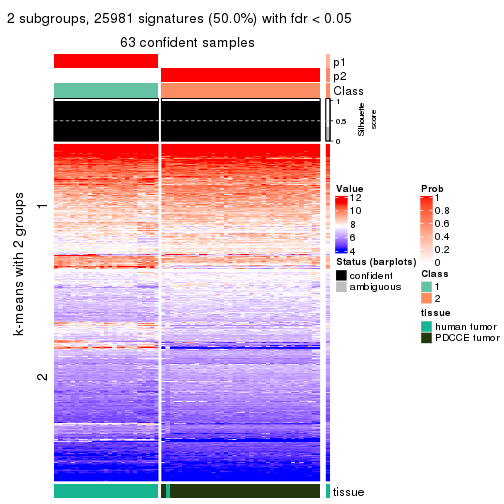 2 subgroups, 25981 signatures (50.0%) with fdr < 0.05
63 confident samples
p1
p2
Class
1
0.5
0
Silhouette
score
k-means with 2 groups
1
2
tissue
Value
12
10
8
6
4
Status (barplots)
confident
ambiguous
Prob
1
0.8
0.6
0.4
0.2
0
Class
1
2
tissue
human tumor
PDCCE tumor